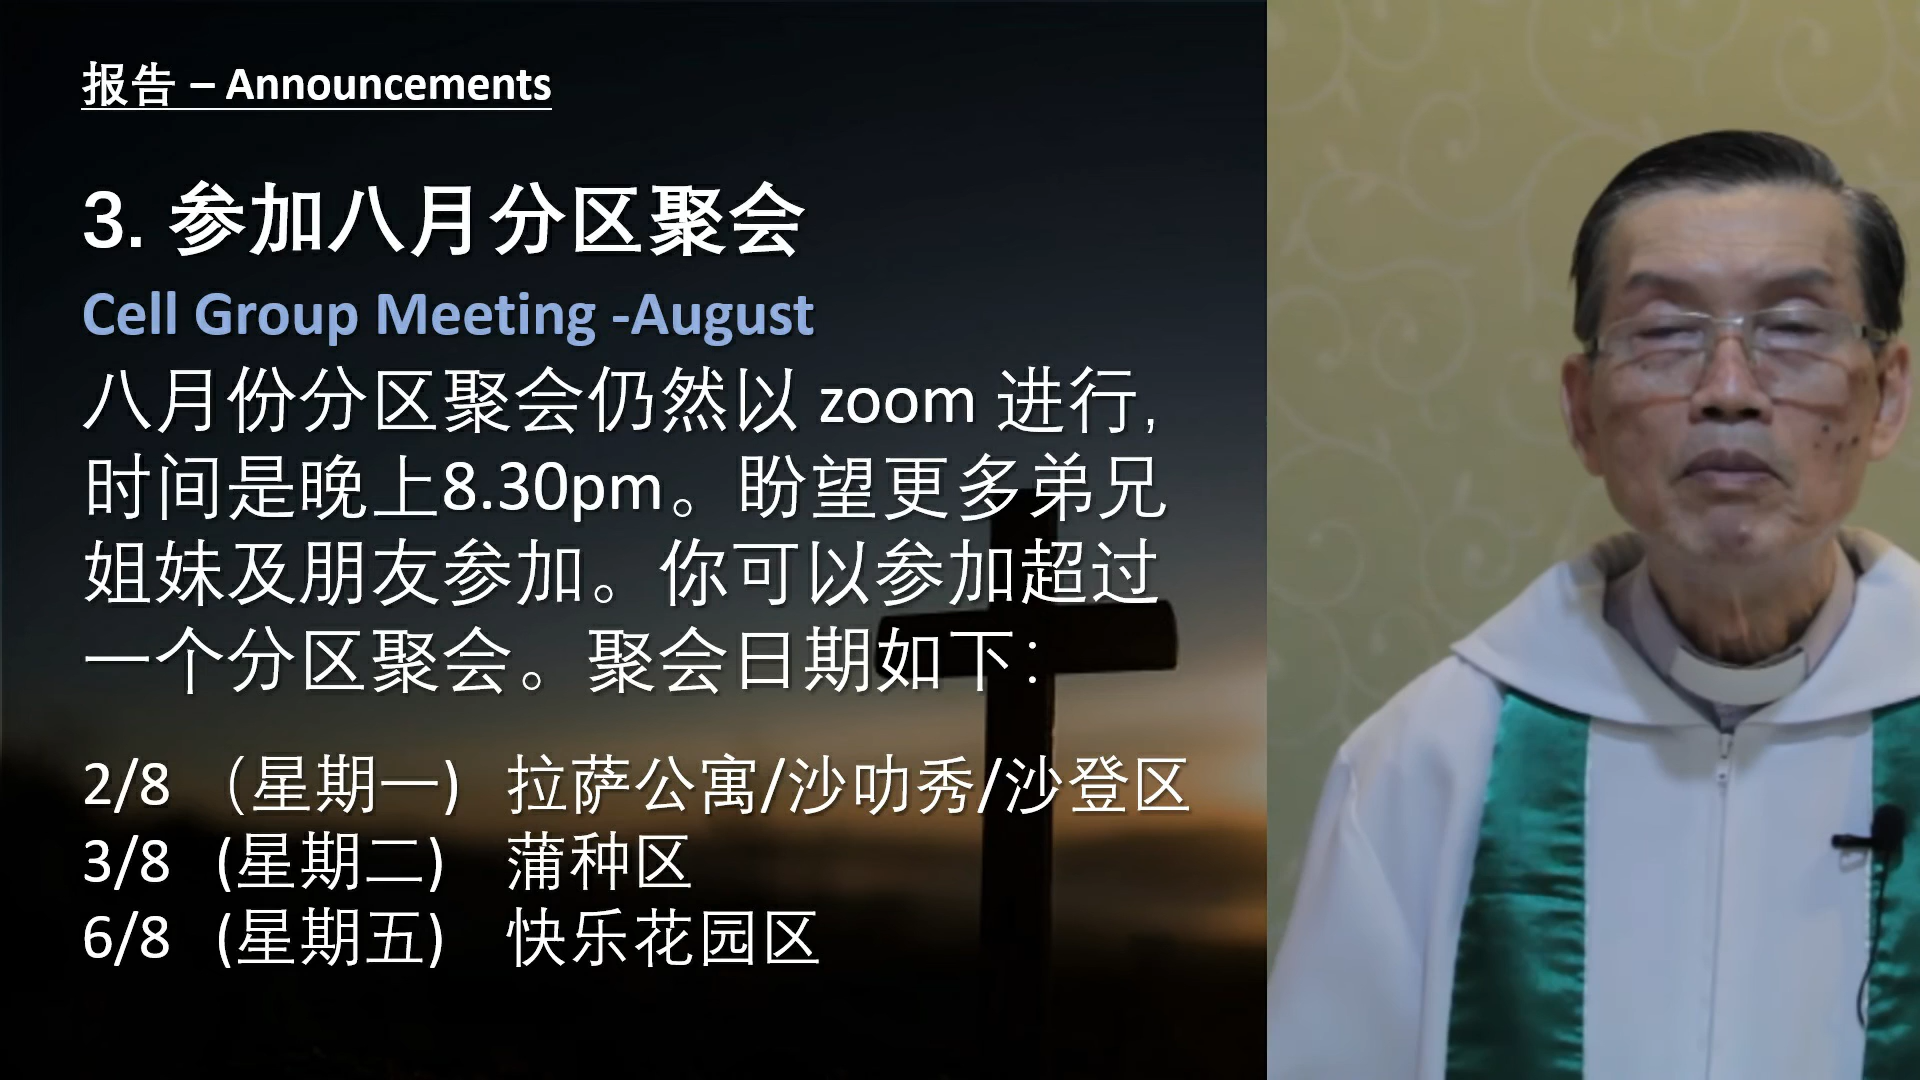 报告 – Announcements
3. 参加八月分区聚会
Cell Group Meeting -August
八月份分区聚会仍然以 zoom 进行,
时间是晚上8.30pm。盼望更多弟兄
姐妹及朋友参加。你可以参加超过
一个分区聚会。聚会日期如下：
2/8 （星期一) 拉萨公寓/沙叻秀/沙登区
3/8 (星期二) 蒲种区
6/8 (星期五) 快乐花园区